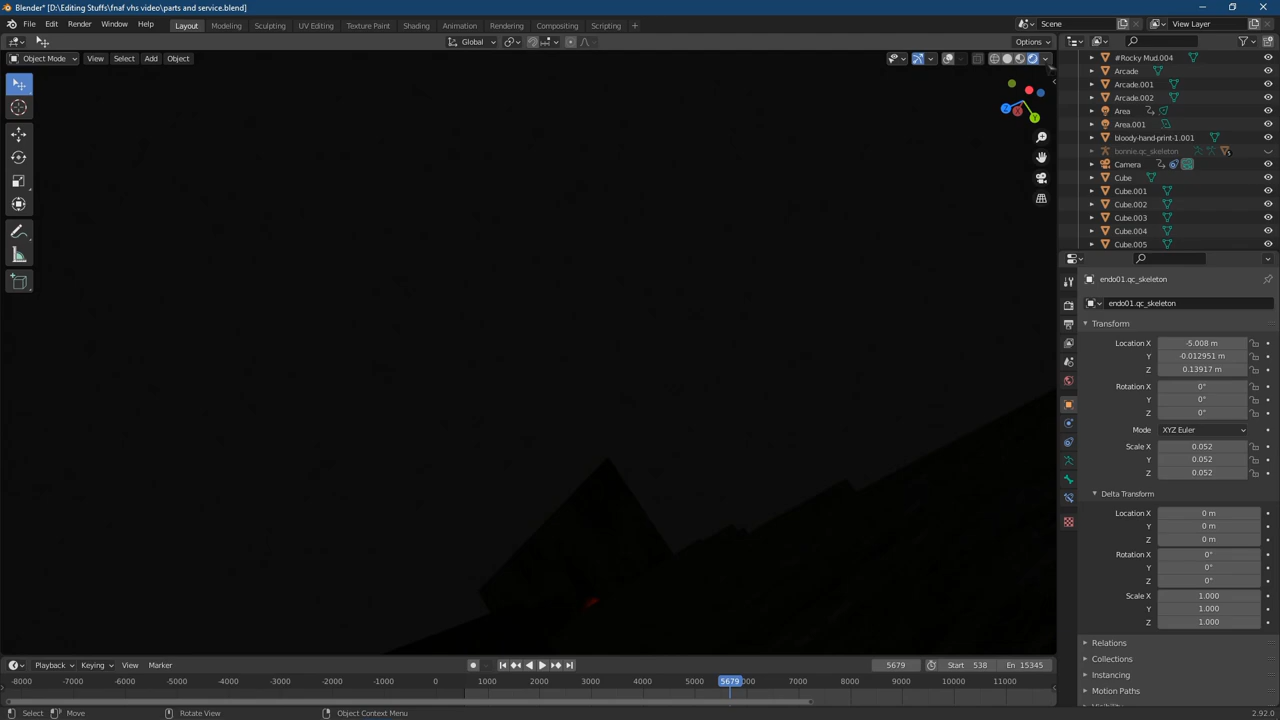 Blender* [D:\Editing Stuffs\fnaf vhs video\parts and service.blend]
File Edit Render Window Help Layout Modeling Sculpting UV Editing Texture Paint Shading Animation Rendering Compositing Scripting Scene View Layer
Global Options
Object Mode View Select Add Object
#Rocky Mud.004
Arcade
Arcade.001
Arcade.002
Area
Area.001
bloody-hand-print-1.001
bonnie.qc_skeleton
Camera
Cube
Cube.001
Cube.002
Cube.003
Cube.004
Cube.005
Z X Y
endo01.qc_skeleton
endo01.qc_skeleton
Transform
Location X -5.008 m
Y -0.012951 m
Z 0.13917 m
Rotation X 0°
Y 0°
Z 0°
Mode XYZ Euler
Scale X 0.052
Y 0.052
Z 0.052
Delta Transform
Location X 0 m
Y 0 m
Z 0 m
Rotation X 0°
Y 0°
Z 0°
Scale X 1.000
Y 1.000
Z 1.000
Relations
Collections
Instancing
Motion Paths
Playback Keying View Marker 5679 Start 538 En 15345
-8000 -7000 -6000 -5000 -4000 -3000 -2000 -1000 0 1000 2000 3000 4000 5000 5679 6000 7000 8000 9000 10000 11000
Select Move Rotate View Object Context Menu 2.92.0